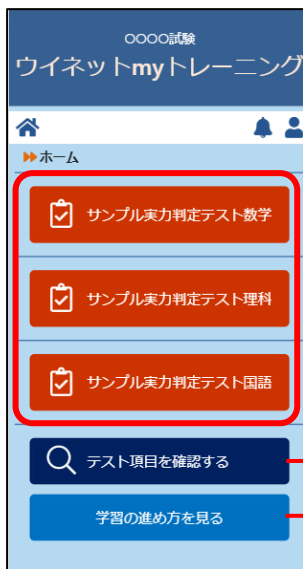 〇〇〇〇試験
ウイネットmyトレーニング
ホーム
サンプル実力判定テスト数学
サンプル実力判定テスト理科
サンプル実力判定テスト国語
テスト項目を確認する
学習の進め方を見る